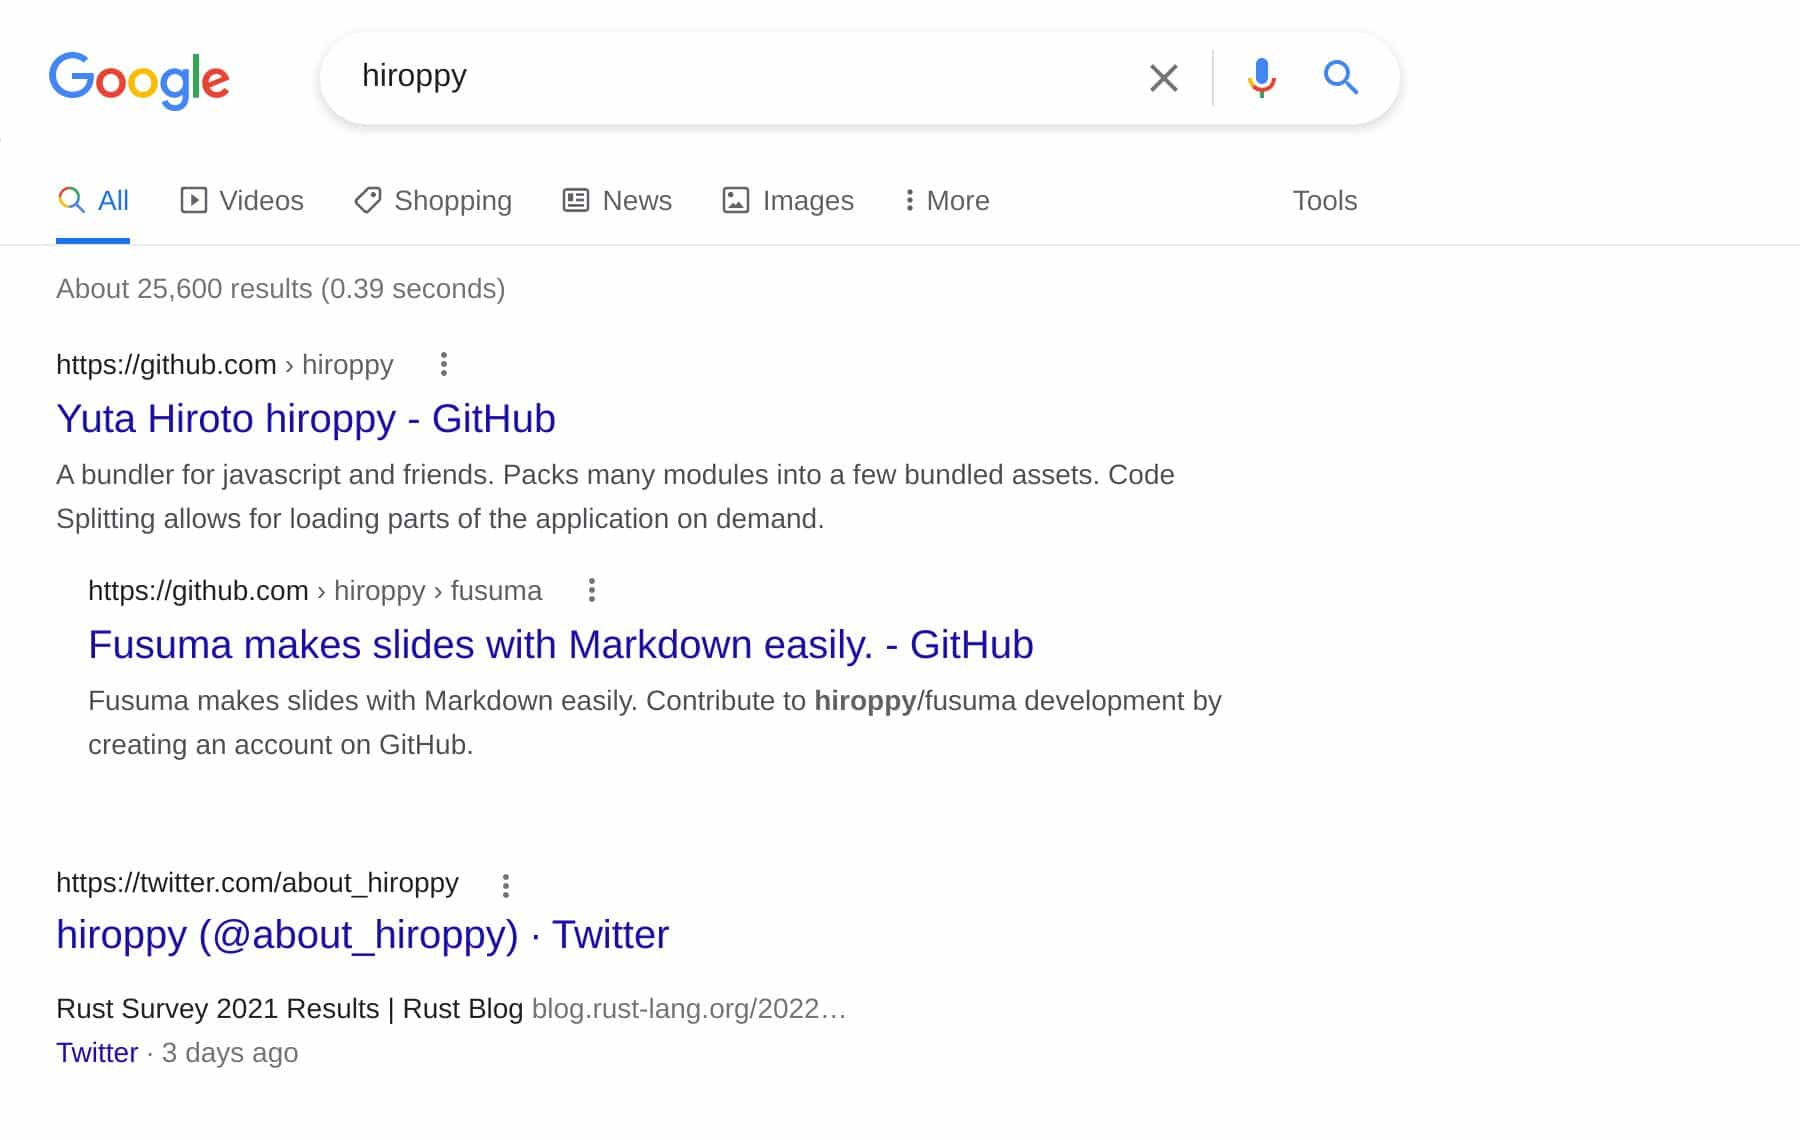 Google
hiroppy
All Videos Shopping News Images More Tools
About 25,600 results (0.39 seconds)
https://github.com › hiroppy
Yuta Hiroto hiroppy - GitHub
A bundler for javascript and friends. Packs many modules into a few bundled assets. Code
Splitting allows for loading parts of the application on demand.
https://github.com › hiroppy › fusuma
Fusuma makes slides with Markdown easily. - GitHub
Fusuma makes slides with Markdown easily. Contribute to hiroppy/fusuma development by
creating an account on GitHub.
https://twitter.com/about_hiroppy
hiroppy (@about_hiroppy) · Twitter
Rust Survey 2021 Results | Rust Blog blog.rust-lang.org/2022…
Twitter · 3 days ago